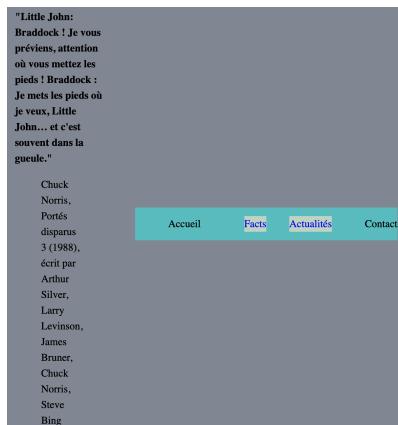 "Little John:
Braddock ! Je vous
préviens, attention
où vous mettez les
pieds ! Braddock :
Je mets les pieds où
je veux, Little
John… et c'est
souvent dans la
gueule."
Chuck
Norris,
Portés
disparus
3 (1988),
écrit par
Arthur
Silver,
Larry
Levinson,
James
Bruner,
Chuck
Norris,
Steve
Bing
Accueil Facts Actualités Contact